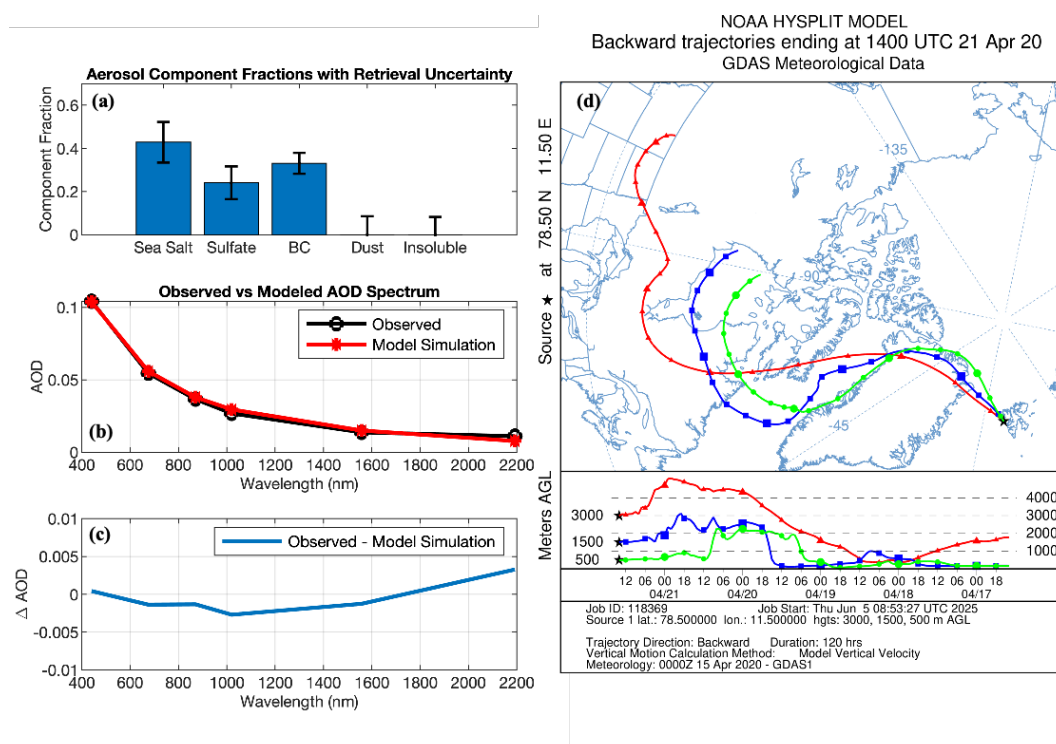 Aerosol Component Fractions with Retrieval Uncertainty
(a)
Component Fraction
0.6
0.4
0.2
0
Sea Salt Sulfate BC Dust Insoluble
Observed vs Modeled AOD Spectrum
Observed
Model Simulation
(b)
AOD
0.1
0.05
0
400 600 800 1000 1200 1400 1600 1800 2000 2200
Wavelength (nm)
(c)
Observed - Model Simulation
Δ AOD
0.01
0.005
0
-0.005
-0.01
400 600 800 1000 1200 1400 1600 1800 2000 2200
Wavelength (nm)
NOAA HYSPLIT MODEL
Backward trajectories ending at 1400 UTC 21 Apr 20
GDAS Meteorological Data
(d)
Source ★ at 78.50 N 11.50 E
-135
-90
-45
Meters AGL
3000
1500
500
4000
3000
2000
1000
12 06 00 18 12 06 00 18 12 06 00 18 12 06 00 18 12 06 00 18
04/21 04/20 04/19 04/18 04/17
Job ID: 118369 Job Start: Thu Jun 5 08:53:27 UTC 2025
Source 1 lat.: 78.500000 lon.: 11.500000 hgts: 3000, 1500, 500 m AGL
Trajectory Direction: Backward Duration: 120 hrs
Vertical Motion Calculation Method: Model Vertical Velocity
Meteorology: 0000Z 15 Apr 2020 - GDAS1